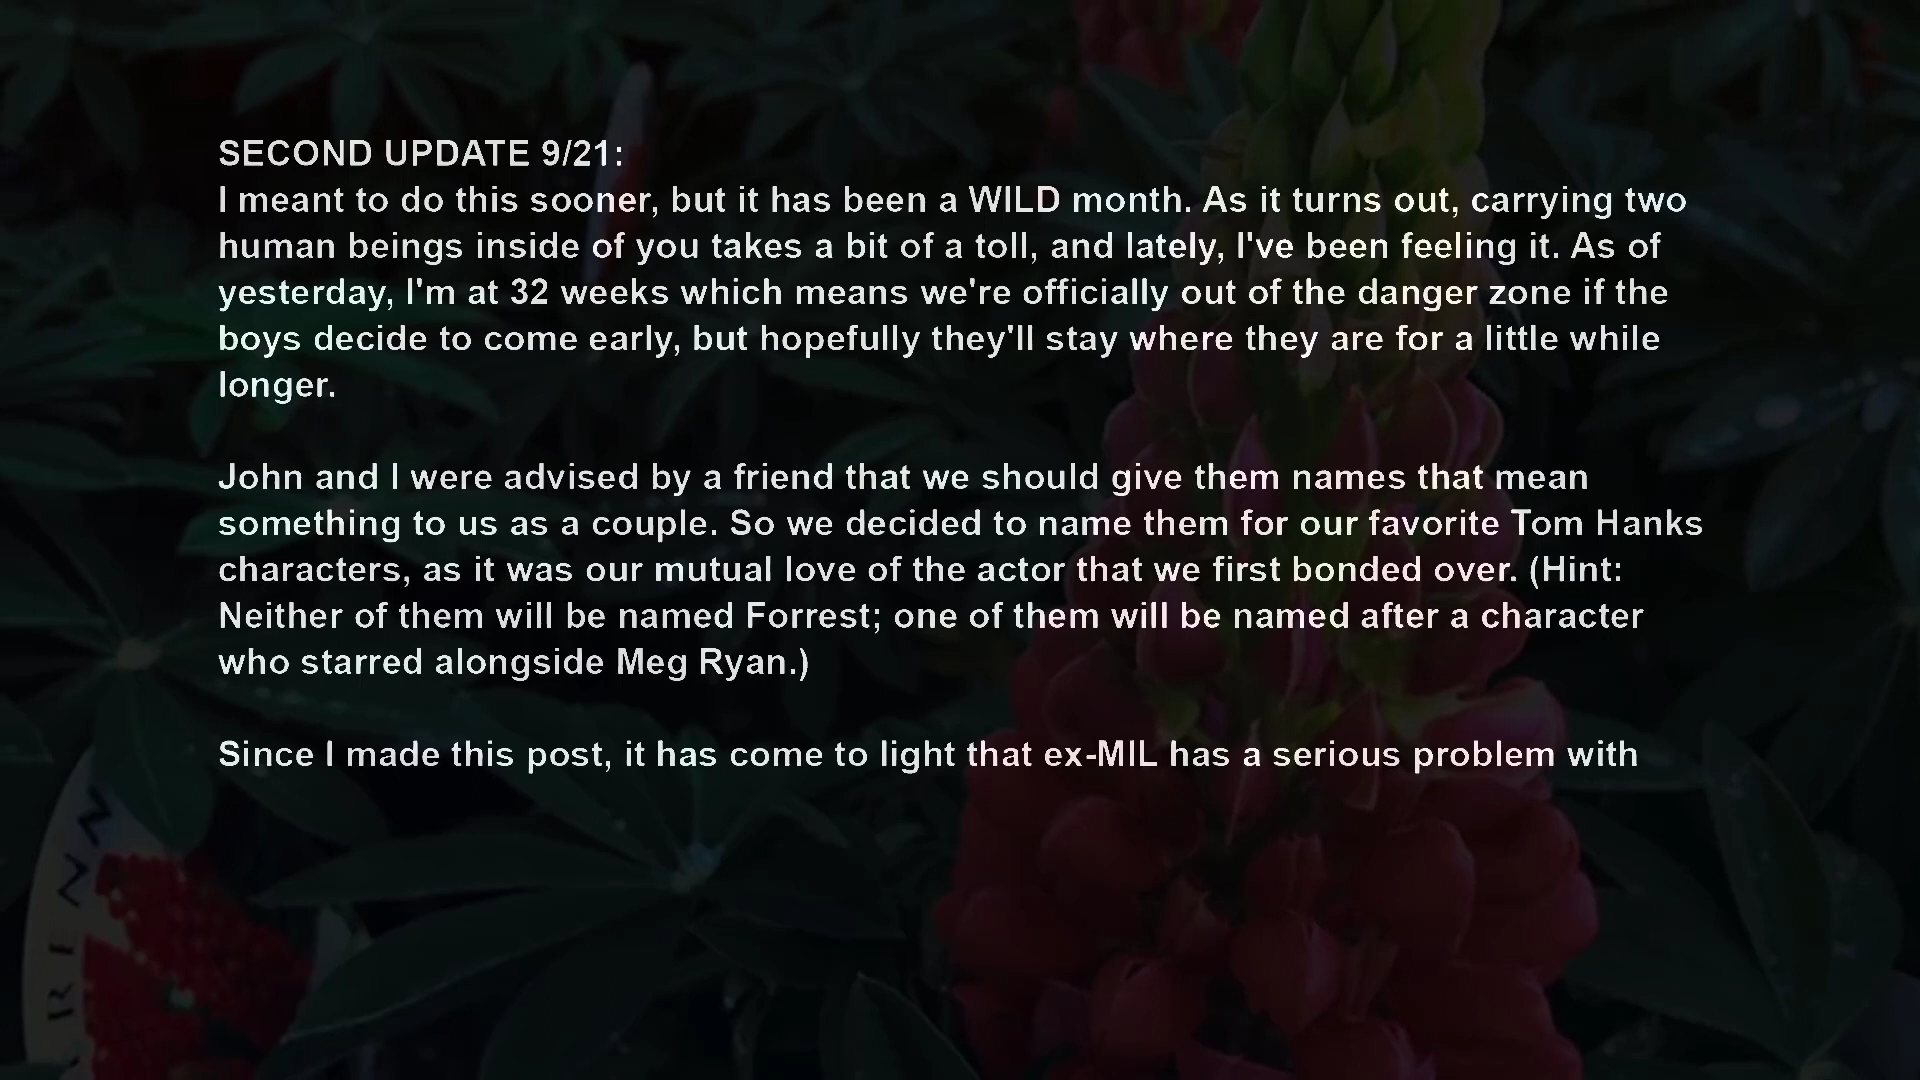 SECOND UPDATE 9/21:
I meant to do this sooner, but it has been a WILD month. As it turns out, carrying two
human beings inside of you takes a bit of a toll, and lately, I've been feeling it. As of
yesterday, I'm at 32 weeks which means we're officially out of the danger zone if the
boys decide to come early, but hopefully they'll stay where they are for a little while
longer.
John and I were advised by a friend that we should give them names that mean
something to us as a couple. So we decided to name them for our favorite Tom Hanks
characters, as it was our mutual love of the actor that we first bonded over. (Hint:
Neither of them will be named Forrest; one of them will be named after a character
who starred alongside Meg Ryan.)
Since I made this post, it has come to light that ex-MIL has a serious problem with